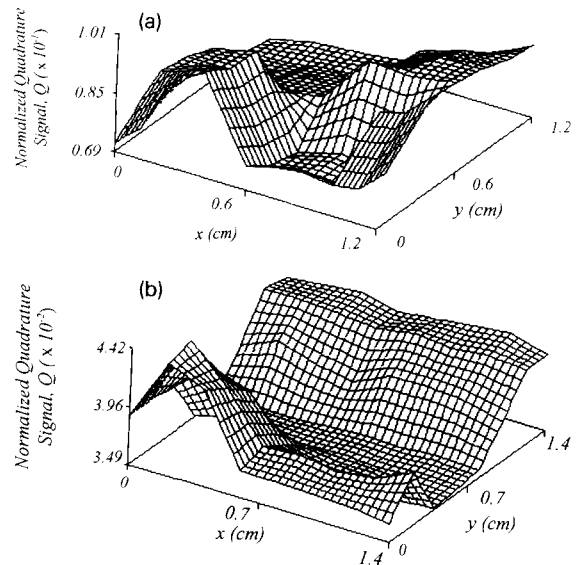 (a)
Normalized Quadrature
Signal, Q (x 10⁻¹)
1.01
0.85
0.69
0
0.6
1.2
x (cm)
0
0.6
1.2
y (cm)
(b)
Normalized Quadrature
Signal, Q (x 10⁻²)
4.42
3.96
3.49
0
0.7
1.4
x (cm)
0
0.7
1.4
y (cm)